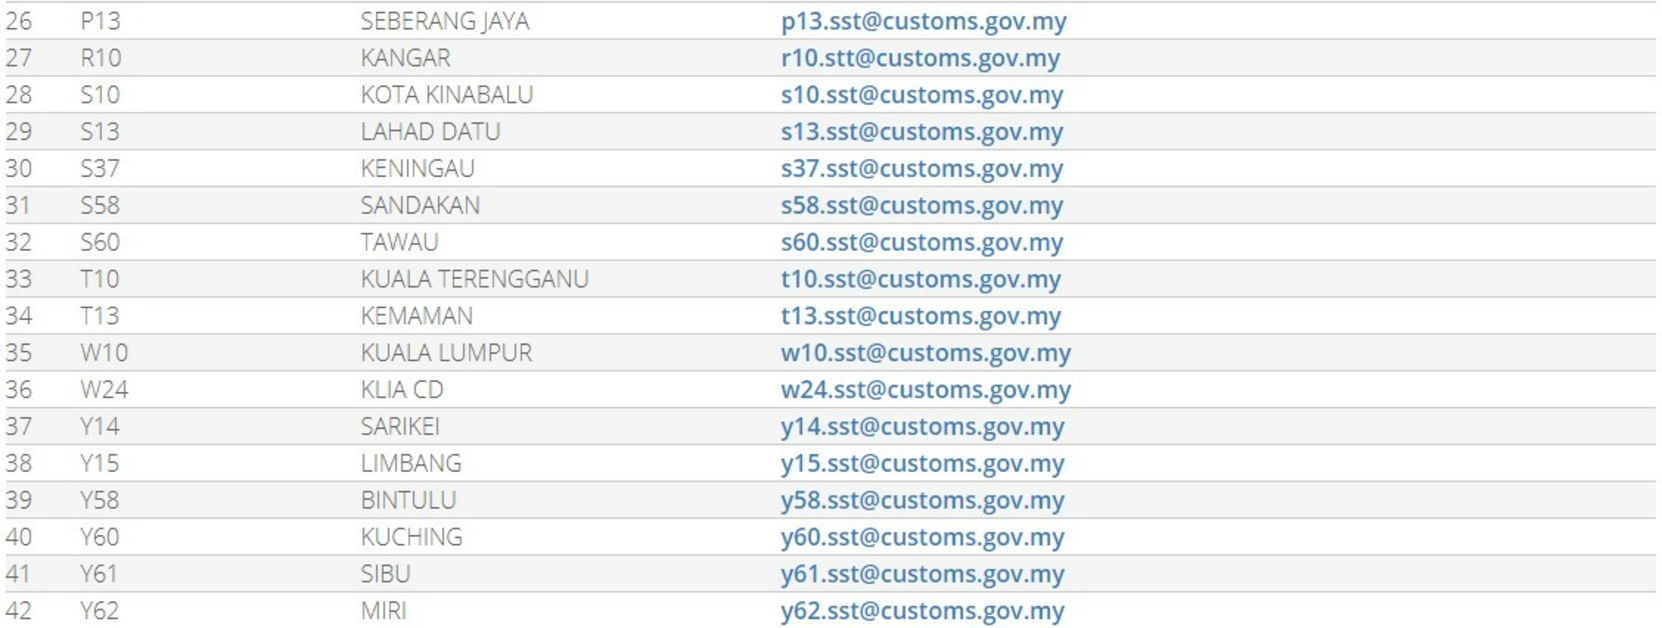 26 P13 SEBERANG JAYA p13.sst@customs.gov.my
27 R10 KANGAR r10.stt@customs.gov.my
28 S10 KOTA KINABALU s10.sst@customs.gov.my
29 S13 LAHAD DATU s13.sst@customs.gov.my
30 S37 KENINGAU s37.sst@customs.gov.my
31 S58 SANDAKAN s58.sst@customs.gov.my
32 S60 TAWAU s60.sst@customs.gov.my
33 T10 KUALA TERENGGANU t10.sst@customs.gov.my
34 T13 KEMAMAN t13.sst@customs.gov.my
35 W10 KUALA LUMPUR w10.sst@customs.gov.my
36 W24 KLIA CD w24.sst@customs.gov.my
37 Y14 SARIKEI y14.sst@customs.gov.my
38 Y15 LIMBANG y15.sst@customs.gov.my
39 Y58 BINTULU y58.sst@customs.gov.my
40 Y60 KUCHING y60.sst@customs.gov.my
41 Y61 SIBU y61.sst@customs.gov.my
42 Y62 MIRI y62.sst@customs.gov.my